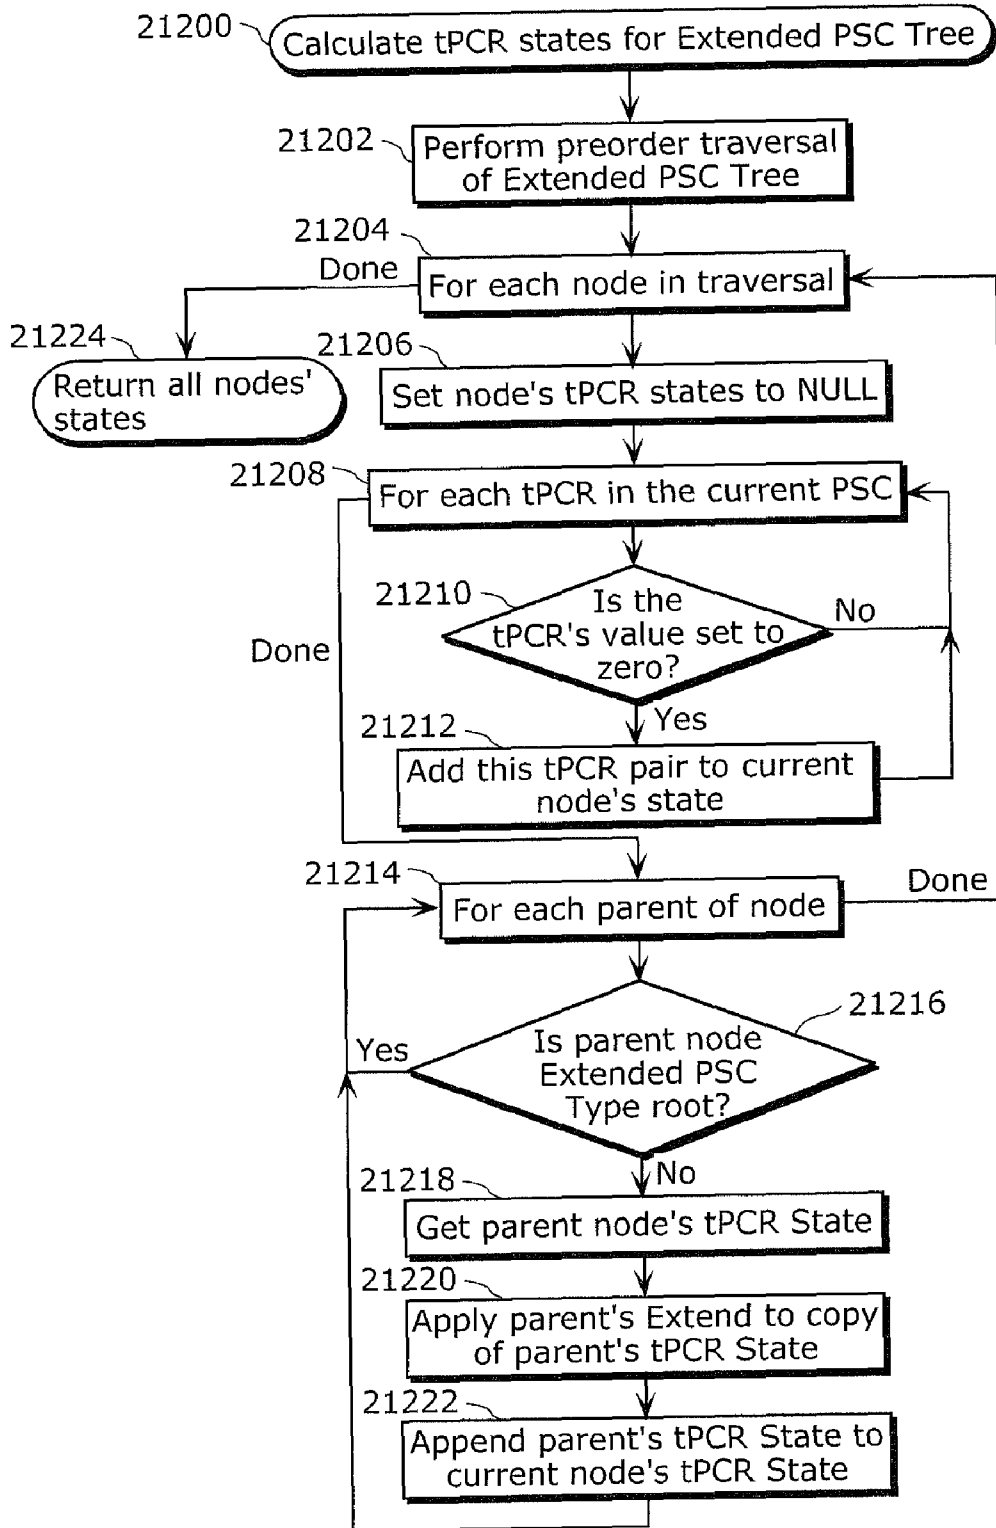 21200
Calculate tPCR states for Extended PSC Tree
21202
Perform preorder traversal
of Extended PSC Tree
21204
Done
For each node in traversal
21224
Return all nodes'
states
21206
Set node's tPCR states to NULL
21208
For each tPCR in the current PSC
21210
Is the
tPCR's value set to
zero?
No
Done
Yes
21212
Add this tPCR pair to current
node's state
21214
For each parent of node
Done
21216
Is parent node
Extended PSC
Type root?
Yes
No
21218
Get parent node's tPCR State
21220
Apply parent's Extend to copy
of parent's tPCR State
21222
Append parent's tPCR State to
current node's tPCR State